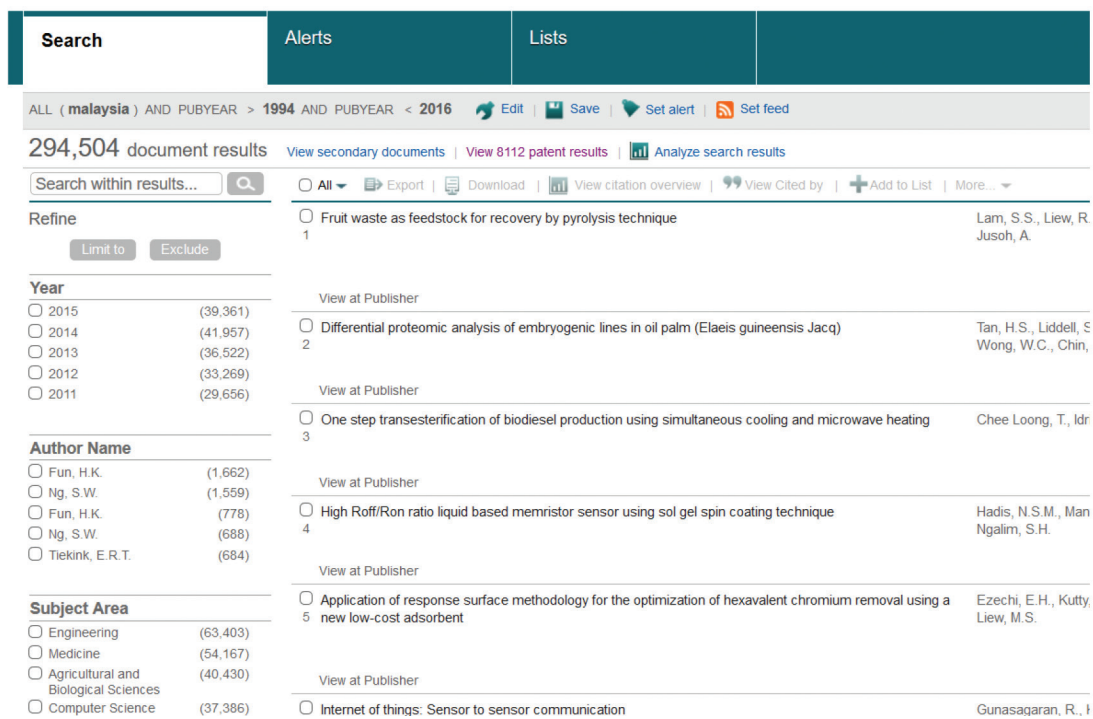 Search
Alerts
Lists
ALL ( malaysia ) AND PUBYEAR > 1994 AND PUBYEAR < 2016 Edit | Save | Set alert | Set feed
294,504 document results View secondary documents | View 8112 patent results | Analyze search results
Search within results...
All Export | Download | View citation overview | View Cited by | Add to List | More...
Refine
Limit to Exclude
Year
2015 (39,361)
2014 (41,957)
2013 (36,522)
2012 (33,269)
2011 (29,656)
Author Name
Fun, H.K. (1,662)
Ng, S.W. (1,559)
Fun, H.K. (778)
Ng, S.W. (688)
Tiekink, E.R.T. (684)
Subject Area
Engineering (63,403)
Medicine (54,167)
Agricultural and (40,430)
Biological Sciences
Computer Science (37,386)
Fruit waste as feedstock for recovery by pyrolysis technique Lam, S.S., Liew, R.
1 Jusoh, A.
View at Publisher
Differential proteomic analysis of embryogenic lines in oil palm (Elaeis guineensis Jacq) Tan, H.S., Liddell, S
2 Wong, W.C., Chin,
View at Publisher
One step transesterification of biodiesel production using simultaneous cooling and microwave heating Chee Loong, T., Idr
3
View at Publisher
High Roff/Ron ratio liquid based memristor sensor using sol gel spin coating technique Hadis, N.S.M., Man
4 Ngalim, S.H.
View at Publisher
Application of response surface methodology for the optimization of hexavalent chromium removal using a Ezechi, E.H., Kutty,
5 new low-cost adsorbent Liew, M.S.
View at Publisher
Internet of things: Sensor to sensor communication Gunasagaran, R.,